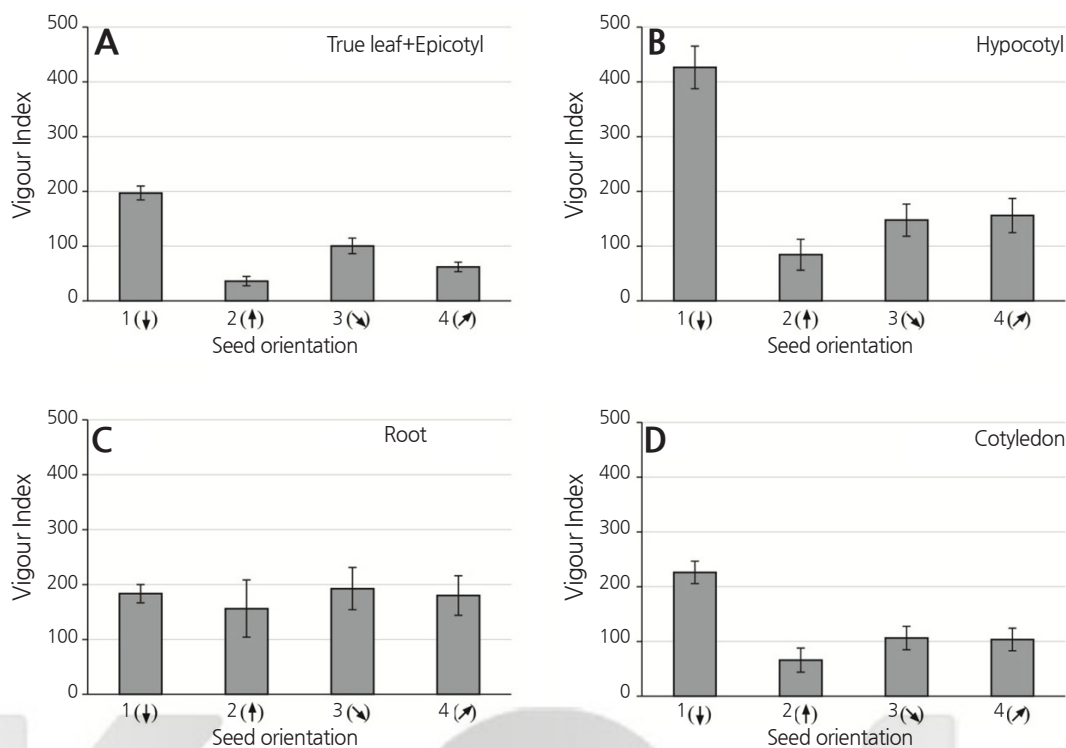 A
True leaf+Epicotyl
Vigour Index
500
400
300
200
100
0
1 (↓) 2 (↑) 3 (↘) 4 (↗)
Seed orientation
B
Hypocotyl
Vigour Index
500
400
300
200
100
0
1 (↓) 2 (↑) 3 (↘) 4 (↗)
Seed orientation
C
Root
Vigour Index
500
400
300
200
100
0
1 (↓) 2 (↑) 3 (↘) 4 (↗)
Seed orientation
D
Cotyledon
Vigour Index
500
400
300
200
100
0
1 (↓) 2 (↑) 3 (↘) 4 (↗)
Seed orientation